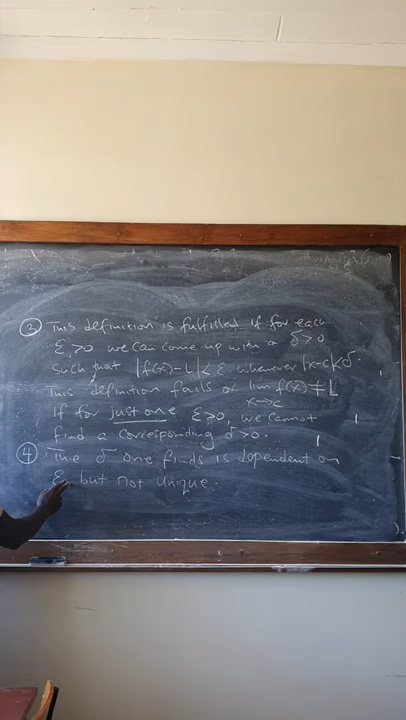 ② This definition is fulfilled if for each
ε>0 we can come up with a δ>0
such that |f(x)-L|<ε whenever |x-c|<δ.
This definition fails or lim f(x)≠L
x→c
If for just one ε>0, we cannot
find a corresponding δ>0.
④ The δ one finds is dependent on
ε but not unique.